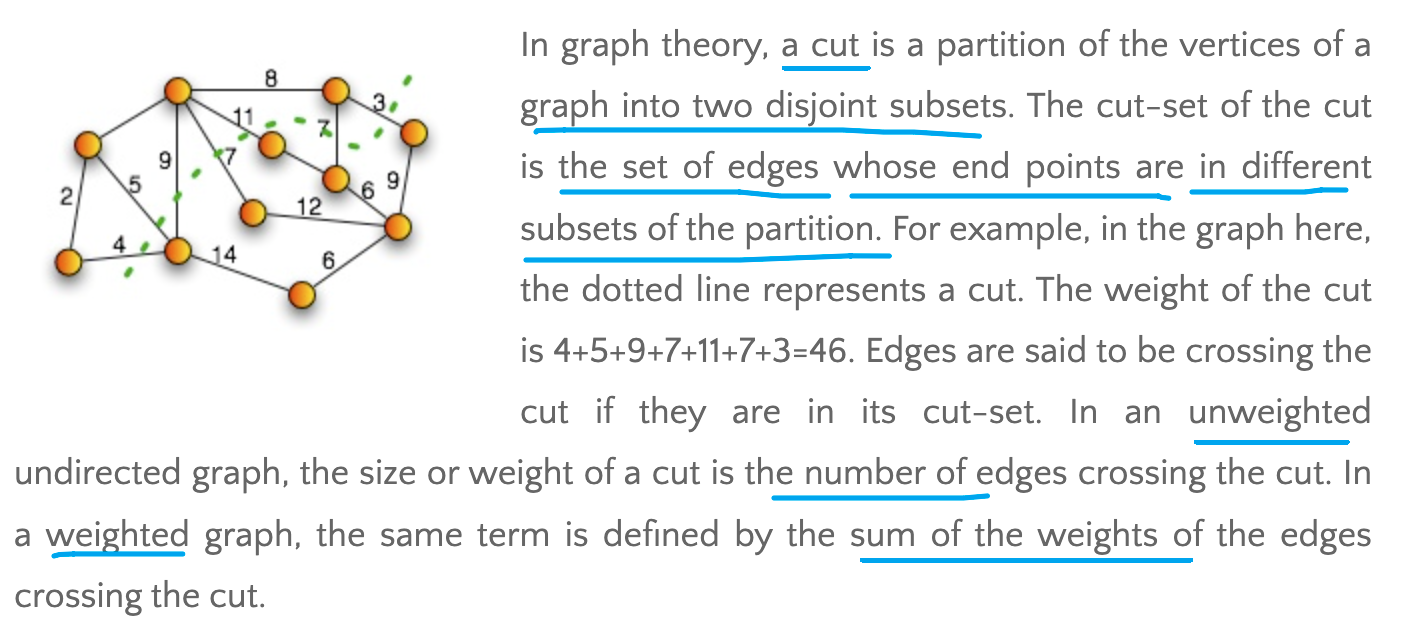 In graph theory, a cut is a partition of the vertices of a
graph into two disjoint subsets. The cut-set of the cut
is the set of edges whose end points are in different
subsets of the partition. For example, in the graph here,
the dotted line represents a cut. The weight of the cut
is 4+5+9+7+11+7+3=46. Edges are said to be crossing the
cut if they are in its cut-set. In an unweighted
undirected graph, the size or weight of a cut is the number of edges crossing the cut. In
a weighted graph, the same term is defined by the sum of the weights of the edges
crossing the cut.
8
3
11
7
9
7
5
2
6
9
12
4
14
6